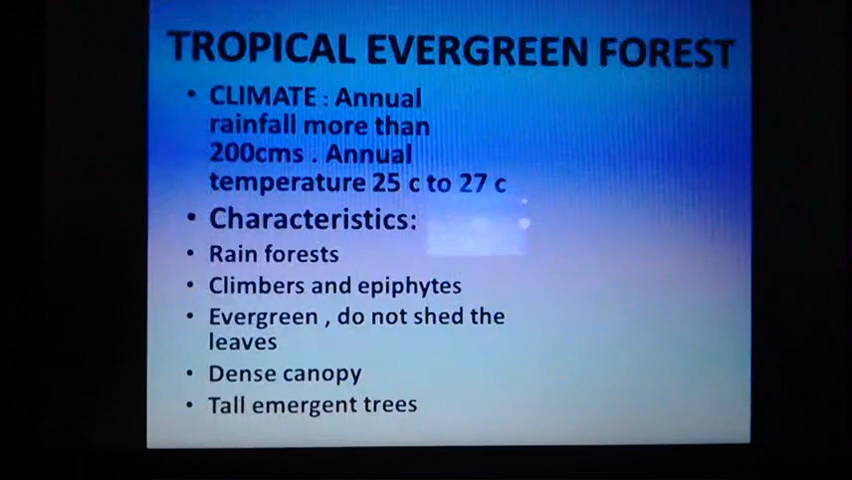 TROPICAL EVERGREEN FOREST
• CLIMATE : Annual
rainfall more than
200cms . Annual
temperature 25 c to 27 c
• Characteristics:
• Rain forests
• Climbers and epiphytes
• Evergreen , do not shed the
leaves
• Dense canopy
• Tall emergent trees